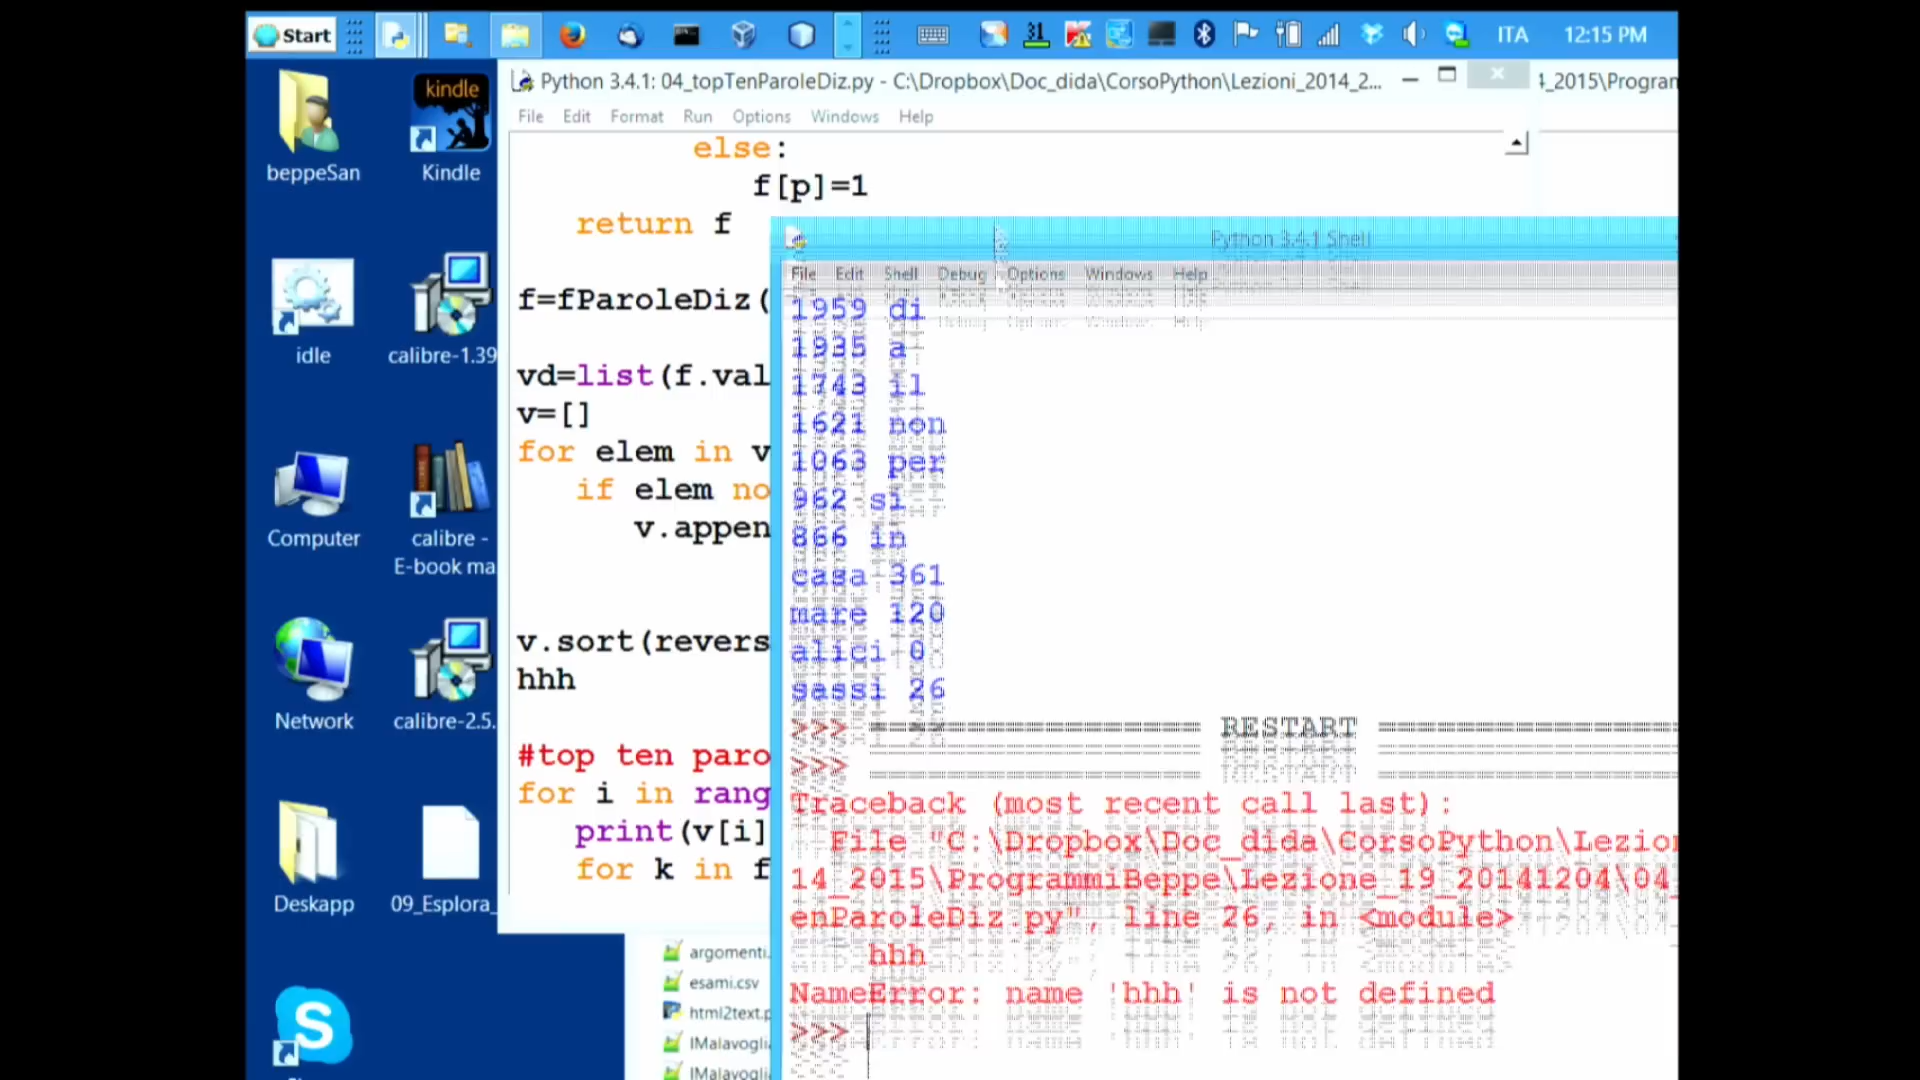 Start
31
ITA
12:15 PM
Python 3.4.1: 04_topTenParoleDiz.py - C:\Dropbox\Doc_dida\CorsoPython\Lezioni_2014_2...
4_2015\Program
File Edit Format Run Options Windows Help
else:
f[p]=1
return f
f=fParoleDiz(
vd=list(f.val
v=[]
for elem in v
if elem no
v.appen
v.sort(revers
hhh
#top ten paro
for i in rang
print(v[i]
for k in f
Python 3.4.1 Shell
File Edit Shell Debug Options Windows Help
1959 di
1935 a
1743 il
1621 non
1063 per
962 si
866 in
casa 361
mare 120
alici 0
sassi 26
>>> ================= RESTART ================
>>>
Traceback (most recent call last):
File "C:\Dropbox\Doc_dida\CorsoPython\Lezion
14_2015\ProgrammiBeppe\Lezione_19_20141204\04_
enParoleDiz.py", line 26, in <module>
hhh
NameError: name 'hhh' is not defined
>>>
beppeSan
kindle
Kindle
idle
calibre-1.39
Computer
calibre -
E-book ma
Network
calibre-2.5.
Deskapp
09_Esplora_
S
argomenti.
esami.csv
html2text.p
IMalavogli
IMalavogli